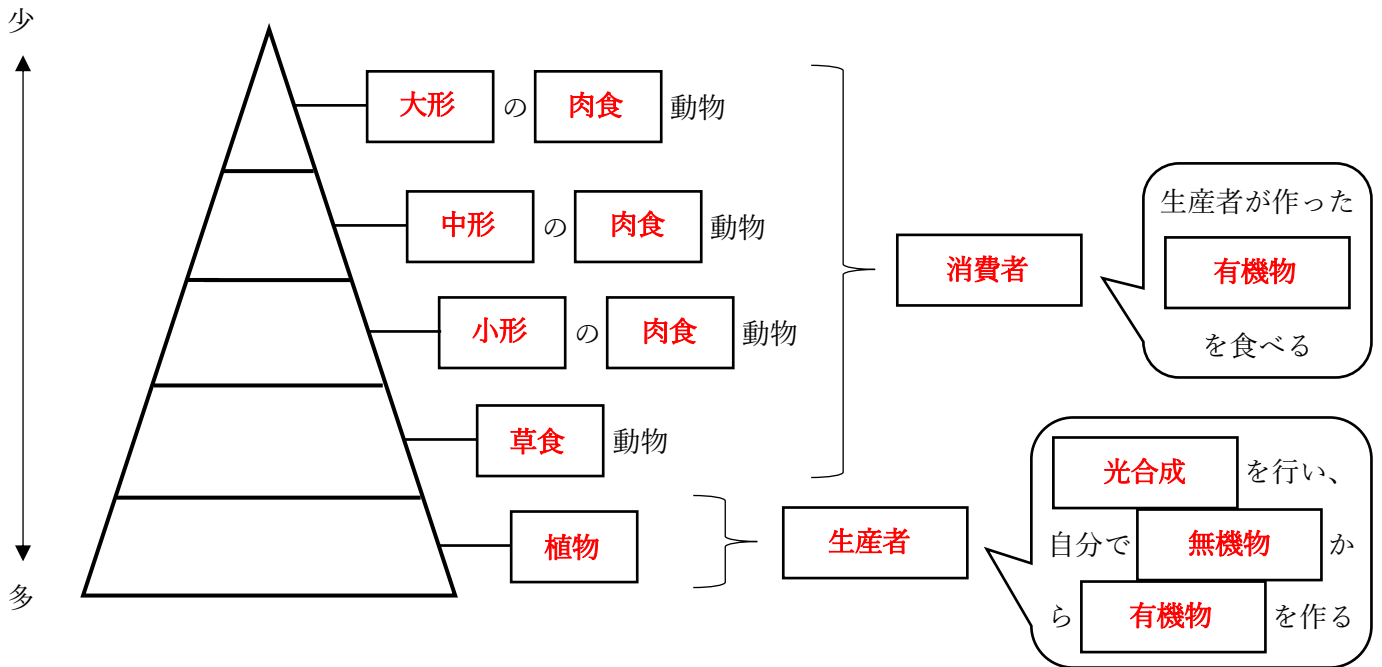 少
大形 の 肉食 動物
中形 の 肉食 動物
小形 の 肉食 動物
草食 動物
植物
多
消費者
生産者が作った
有機物
を食べる
生産者
光合成 を行い、
自分で 無機物 か
ら 有機物 を作る